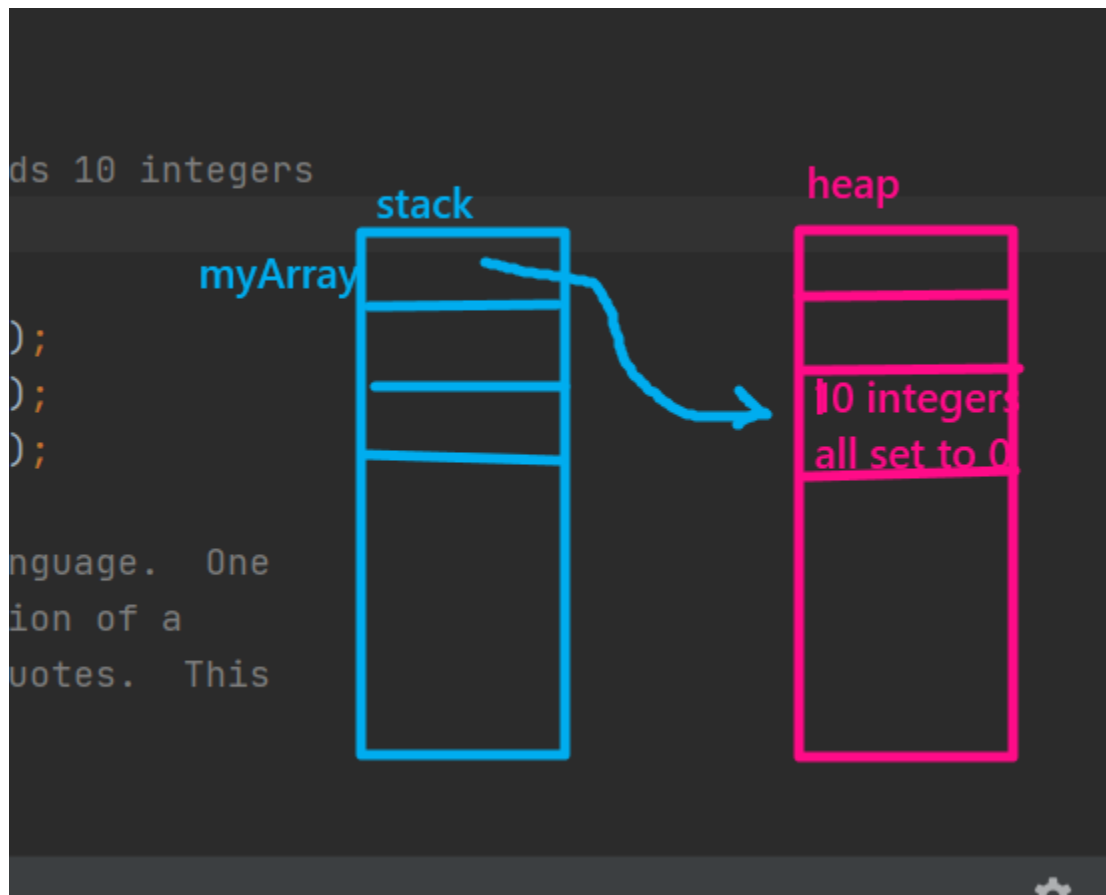 ds 10 integers
heap
stack
myArray
);
);
);
10 integers
all set to 0
nguage.  One
ion of a
uotes.  This